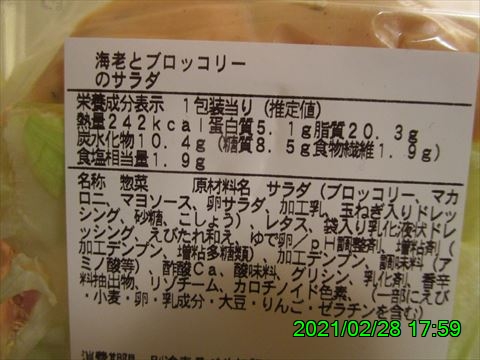 海老とブロッコリー
のサラダ
栄養成分表示　1包装当り（推定値）
熱量242kcal蛋白質5.1g脂質20.3g
炭水化物10.4g（糖質8.5g食物繊維1.9g）
食塩相当量1.9g
名称　惣菜　　原材料名　サラダ（ブロッコリー、マカ
ロニ、マヨソース、卵サラダ、加工乳、玉ねぎ入りドレッ
シング、砂糖、こしょう）　レタス、袋入り乳化液状ドレ
ッシング、えびたれ和え、ゆで卵／pH調整剤、増粘剤（
加工デンプン、増粘多糖類）、加工デンプン、調味料（ア
ミノ酸等）、酢酸Ca、酸味料、グリシン、乳化剤、香辛
料抽出物、リゾチーム、カロチノイド色素、（一部にえび
・小麦・卵・乳成分・大豆・りんご・ゼラチンを含む）
2021/02/28 17:59